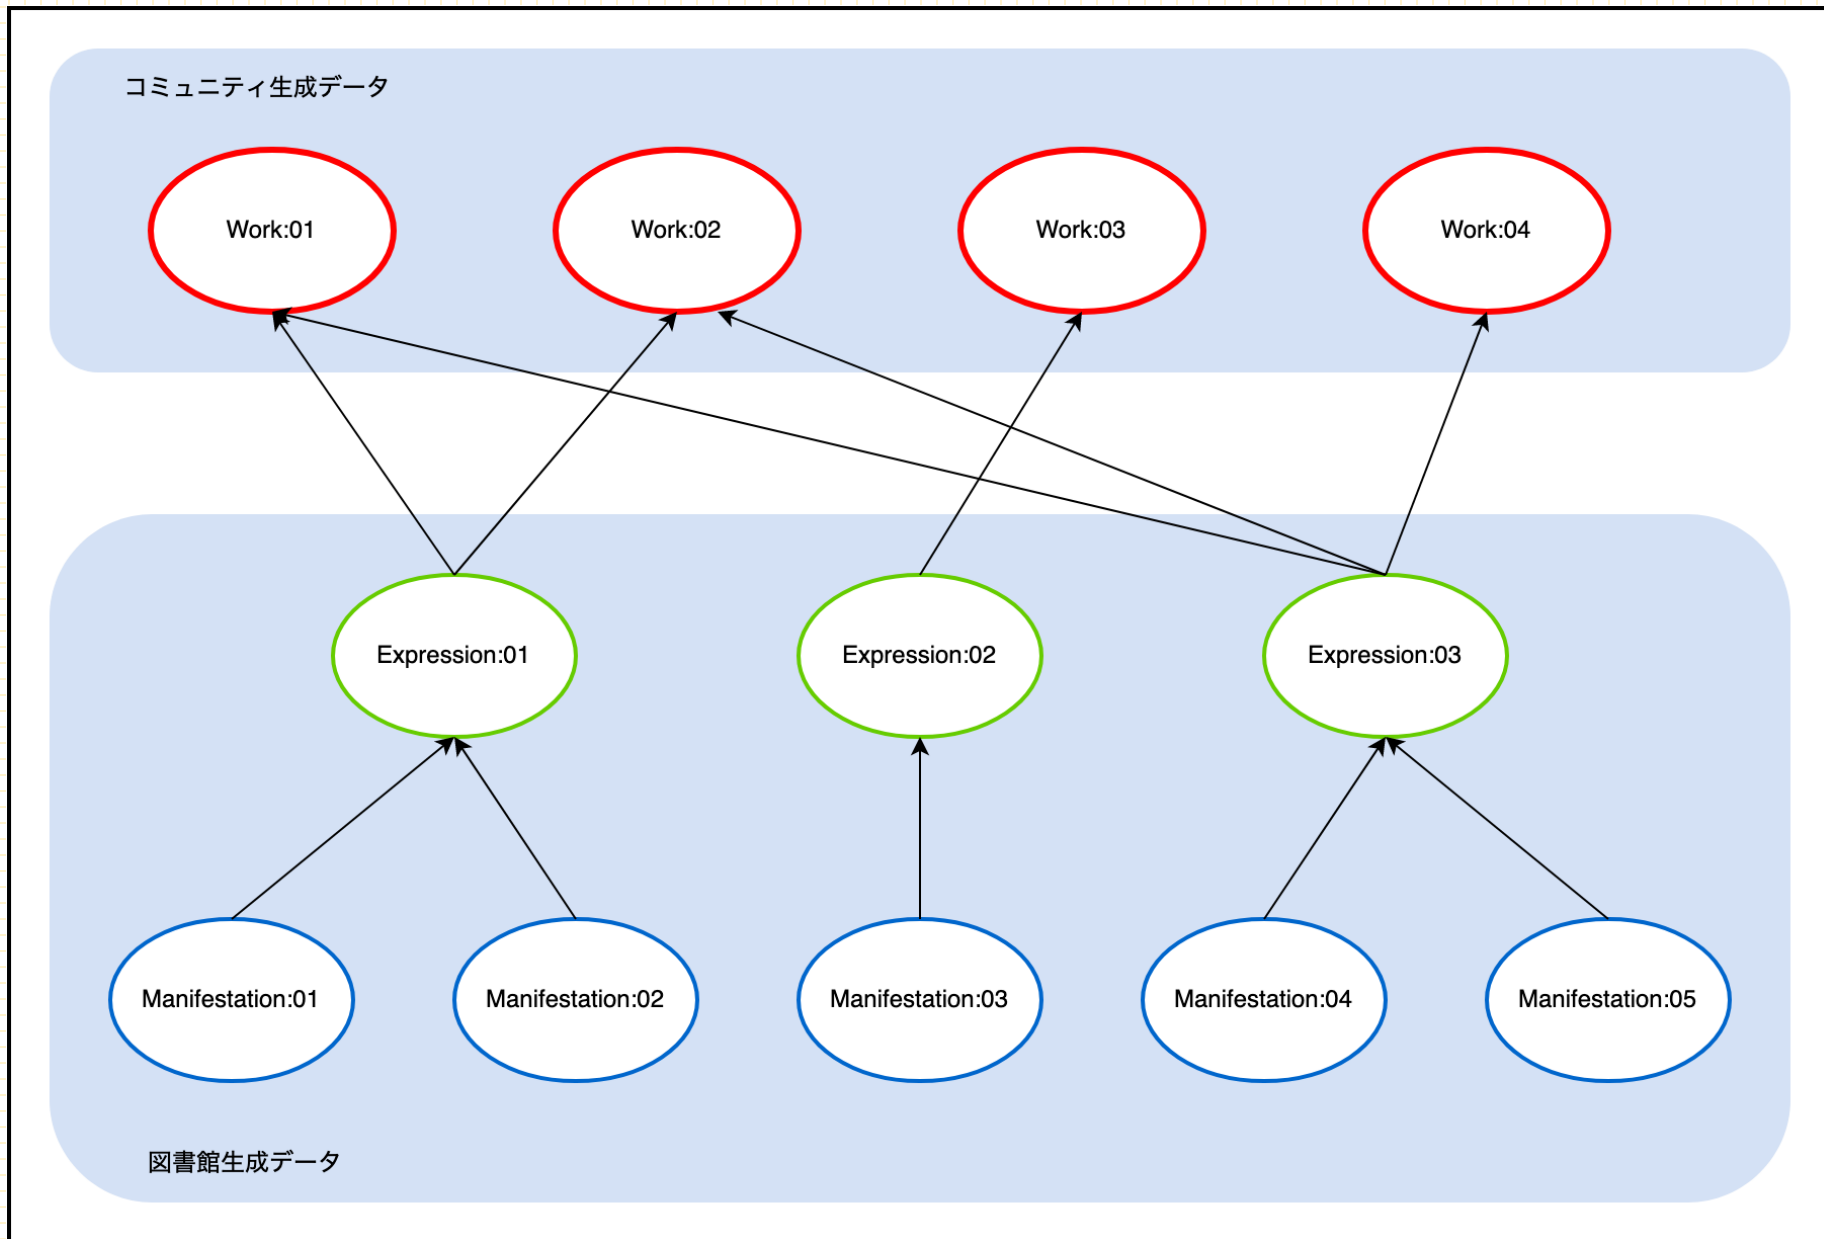 コミュニティ生成データ
Work:01
Work:02
Work:03
Work:04
Expression:01
Expression:02
Expression:03
Manifestation:01
Manifestation:02
Manifestation:03
Manifestation:04
Manifestation:05
図書館生成データ